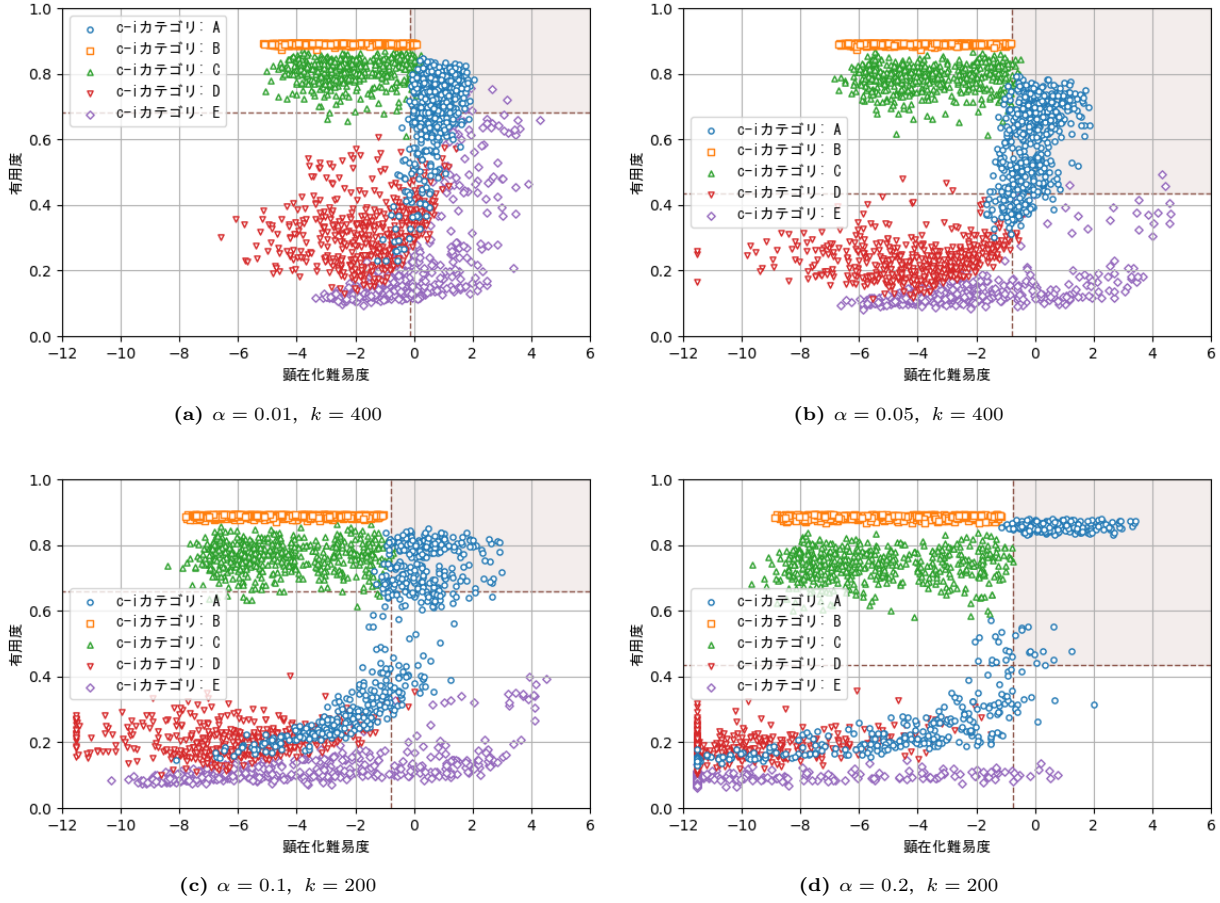 1.0
0.8
0.6
0.4
0.2
0.0
有用度
c-iカテゴリ: A
c-iカテゴリ: B
c-iカテゴリ: C
c-iカテゴリ: D
c-iカテゴリ: E
−12 −10 −8 −6 −4 −2 0 2 4 6
顕在化難易度
(a) α = 0.01, k = 400
1.0
0.8
0.6
0.4
0.2
0.0
有用度
c-iカテゴリ: A
c-iカテゴリ: B
c-iカテゴリ: C
c-iカテゴリ: D
c-iカテゴリ: E
−12 −10 −8 −6 −4 −2 0 2 4 6
顕在化難易度
(b) α = 0.05, k = 400
1.0
0.8
0.6
0.4
0.2
0.0
有用度
c-iカテゴリ: A
c-iカテゴリ: B
c-iカテゴリ: C
c-iカテゴリ: D
c-iカテゴリ: E
−12 −10 −8 −6 −4 −2 0 2 4 6
顕在化難易度
(c) α = 0.1, k = 200
1.0
0.8
0.6
0.4
0.2
0.0
有用度
c-iカテゴリ: A
c-iカテゴリ: B
c-iカテゴリ: C
c-iカテゴリ: D
c-iカテゴリ: E
−12 −10 −8 −6 −4 −2 0 2 4 6
顕在化難易度
(d) α = 0.2, k = 200